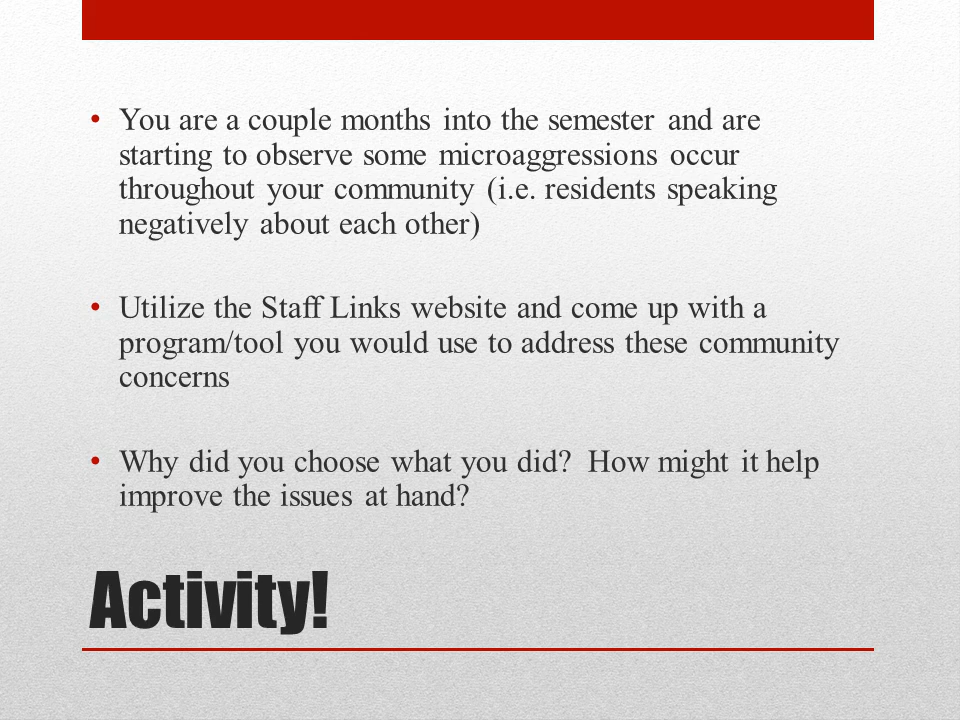 • You are a couple months into the semester and are
starting to observe some microaggressions occur
throughout your community (i.e. residents speaking
negatively about each other)
• Utilize the Staff Links website and come up with a
program/tool you would use to address these community
concerns
• Why did you choose what you did?  How might it help
improve the issues at hand?
Activity!